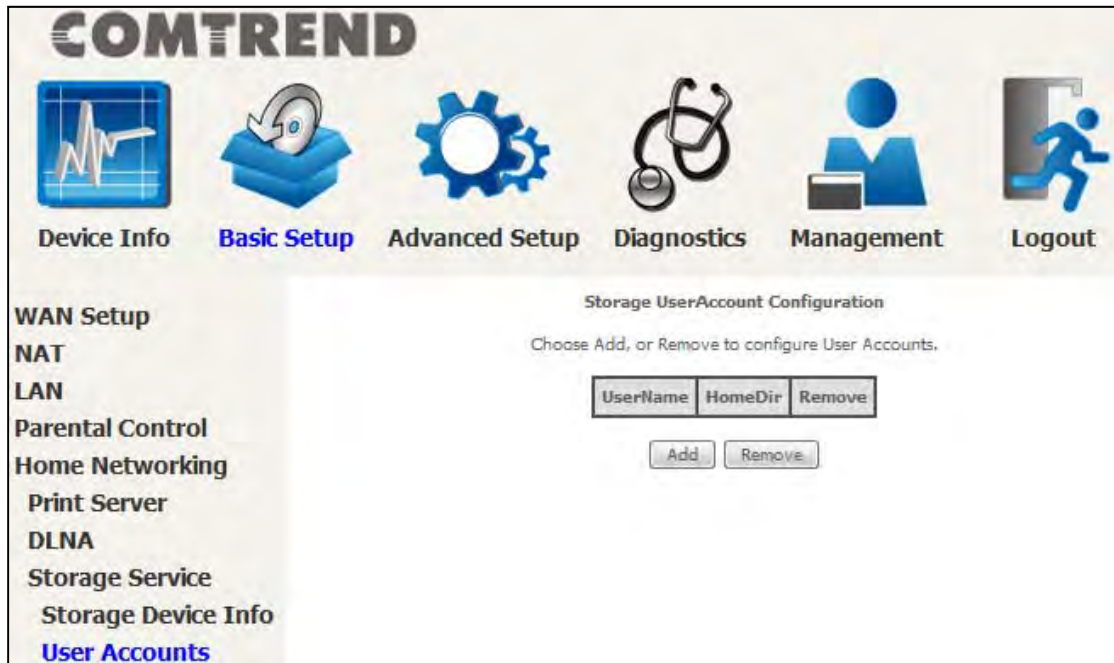 COMTREND
Device Info Basic Setup Advanced Setup Diagnostics Management Logout
WAN Setup
NAT
LAN
Parental Control
Home Networking
Print Server
DLNA
Storage Service
Storage Device Info
User Accounts
Storage UserAccount Configuration
Choose Add, or Remove to configure User Accounts.
UserName HomeDir Remove
Add Remove